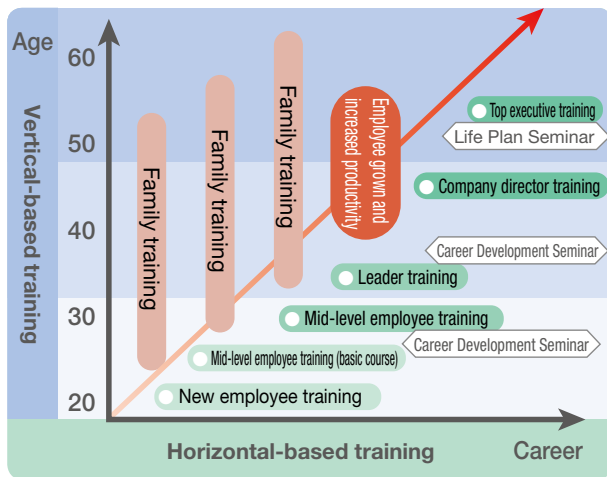 Age
60
50
40
30
20
Vertical-based training
Family training
Family training
Family training
Employee grown and
increased productivity
Top executive training
Life Plan Seminar
Company director training
Career Development Seminar
Leader training
Mid-level employee training
Career Development Seminar
Mid-level employee training (basic course)
New employee training
Horizontal-based training
Career